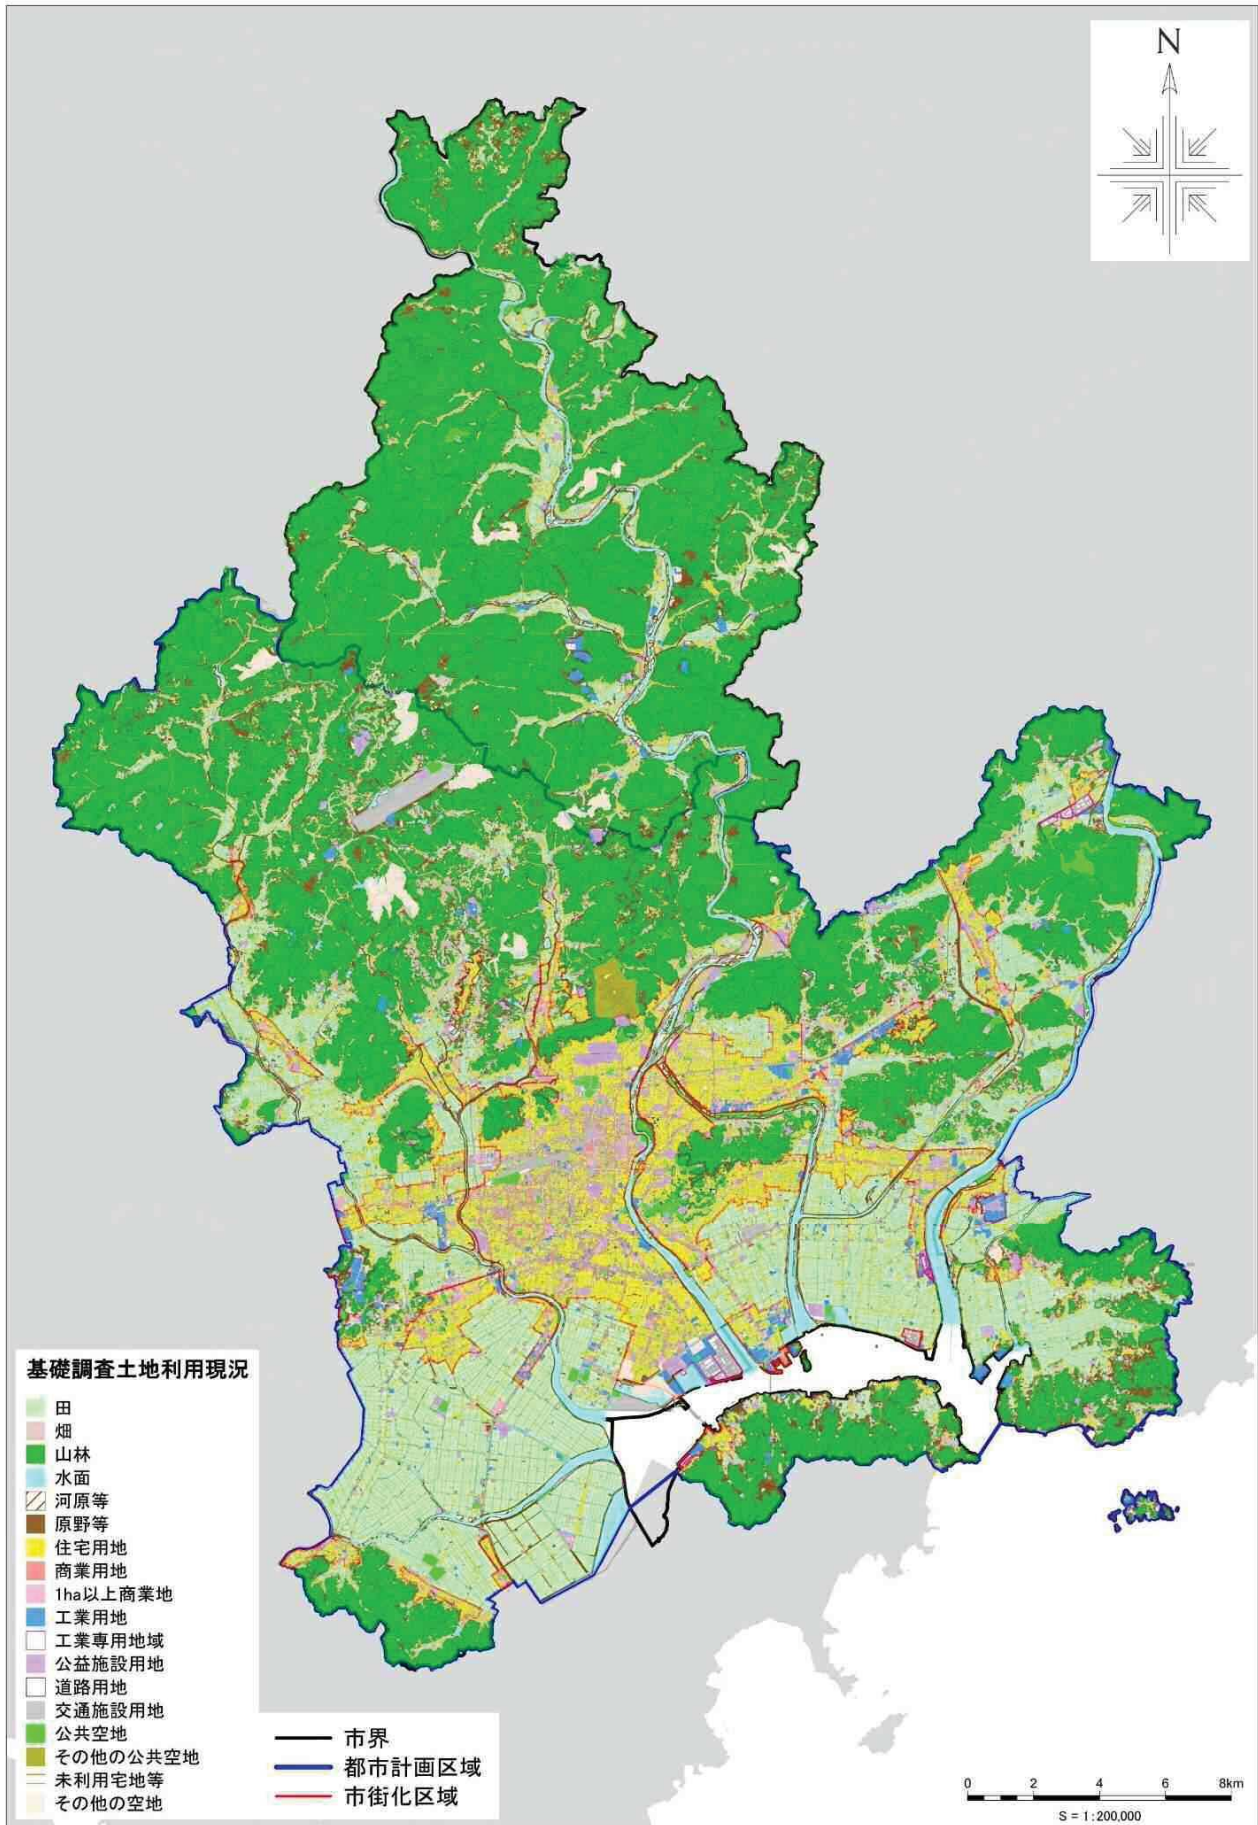 N
基礎調査土地利用現況
田
畑
山林
水面
河原等
原野等
住宅用地
商業用地
1ha以上商業地
工業用地
工業専用地域
公益施設用地
道路用地
交通施設用地
公共空地
その他の公共空地
未利用宅地等
その他の空地
市界
都市計画区域
市街化区域
0 2 4 6 8km
S = 1:200,000